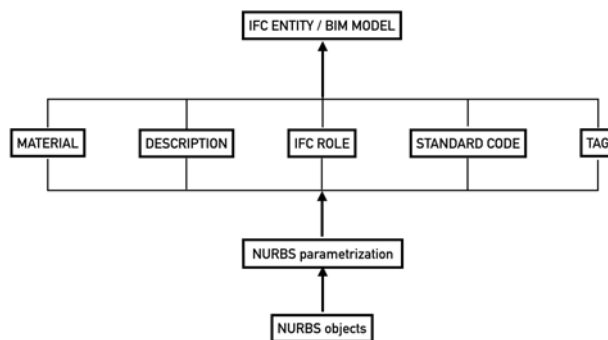 IFC ENTITY / BIM MODEL
MATERIAL
DESCRIPTION
IFC ROLE
STANDARD CODE
TAG
NURBS parametrization
NURBS objects